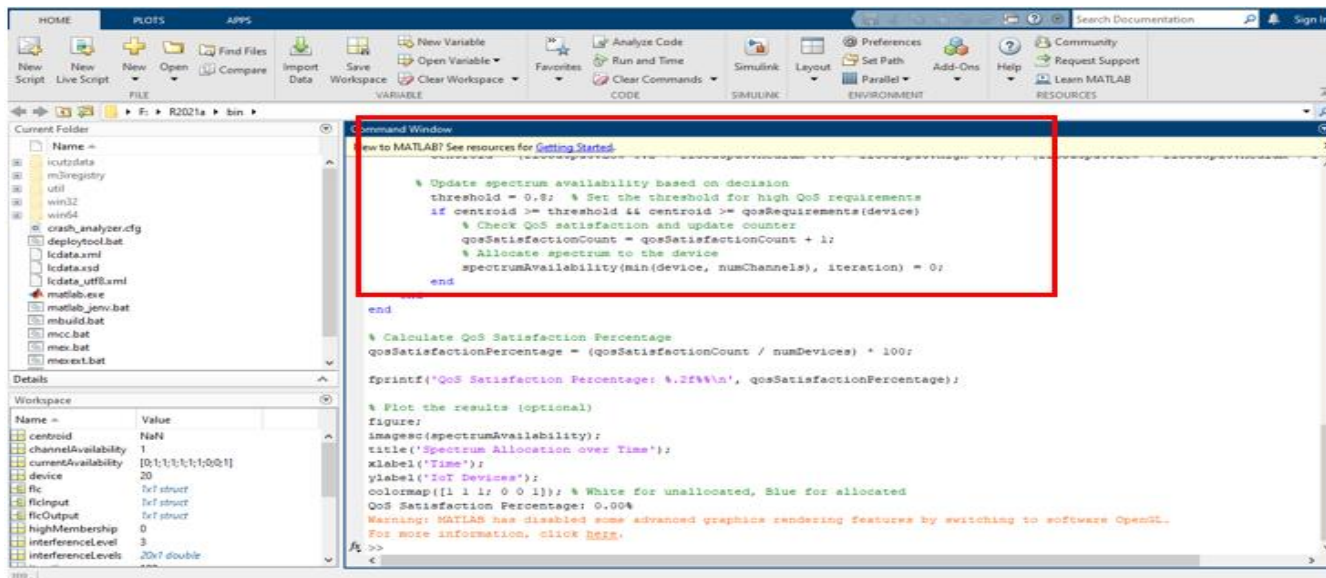 HOME PLOTS APPS
Search Documentation Sign In
New Script
New Live Script
New
Open
Find Files
Compare
Import Data
Save Workspace
New Variable
Open Variable
Clear Workspace
Favorites
Analyze Code
Run and Time
Clear Commands
Simulink
Layout
Preferences
Set Path
Parallel
Add-Ons
Help
Community
Request Support
Learn MATLAB
FILE VARIABLE CODE SIMULINK ENVIRONMENT RESOURCES
F: R2021a bin
Current Folder
Name
icutzdata
m3iregistry
util
win32
win64
crash_analyzer.cfg
deploytool.bat
lcdata.xml
lcdata.xsd
lcdata_utf8.xml
matlab.exe
matlab_jenv.bat
mbuild.bat
mcc.bat
mex.bat
mexext.bat
Details
Workspace
Name Value
centroid NaN
channelAvailability 1
currentAvailability [0;1;1;1;1;1;1;0;0;1]
device 20
flc 1x1 struct
flcInput 1x1 struct
flcOutput 1x1 struct
highMembership 0
interferenceLevel 3
interferenceLevels 20x1 double
Command Window
New to MATLAB? See resources for Getting Started.
% Update spectrum availability based on decision
threshold = 0.8; % Set the threshold for high QoS requirements
if centroid >= threshold && centroid >= qosRequirements(device)
% Check QoS satisfaction and update counter
qosSatisfactionCount = qosSatisfactionCount + 1;
% Allocate spectrum to the device
spectrumAvailability(min(device, numChannels), iteration) = 0;
end
end
end
% Calculate QoS Satisfaction Percentage
qosSatisfactionPercentage = (qosSatisfactionCount / numDevices) * 100;
fprintf('QoS Satisfaction Percentage: %.2f%%\n', qosSatisfactionPercentage);
% Plot the results (optional)
figure;
imagesc(spectrumAvailability);
title('Spectrum Allocation over Time');
xlabel('Time');
ylabel('IoT Devices');
colormap([1 1 1; 0 0 1]); % White for unallocated, Blue for allocated
QoS Satisfaction Percentage: 0.00%
Warning: MATLAB has disabled some advanced graphics rendering features by switching to software OpenGL.
For more information, click here.
fx >>